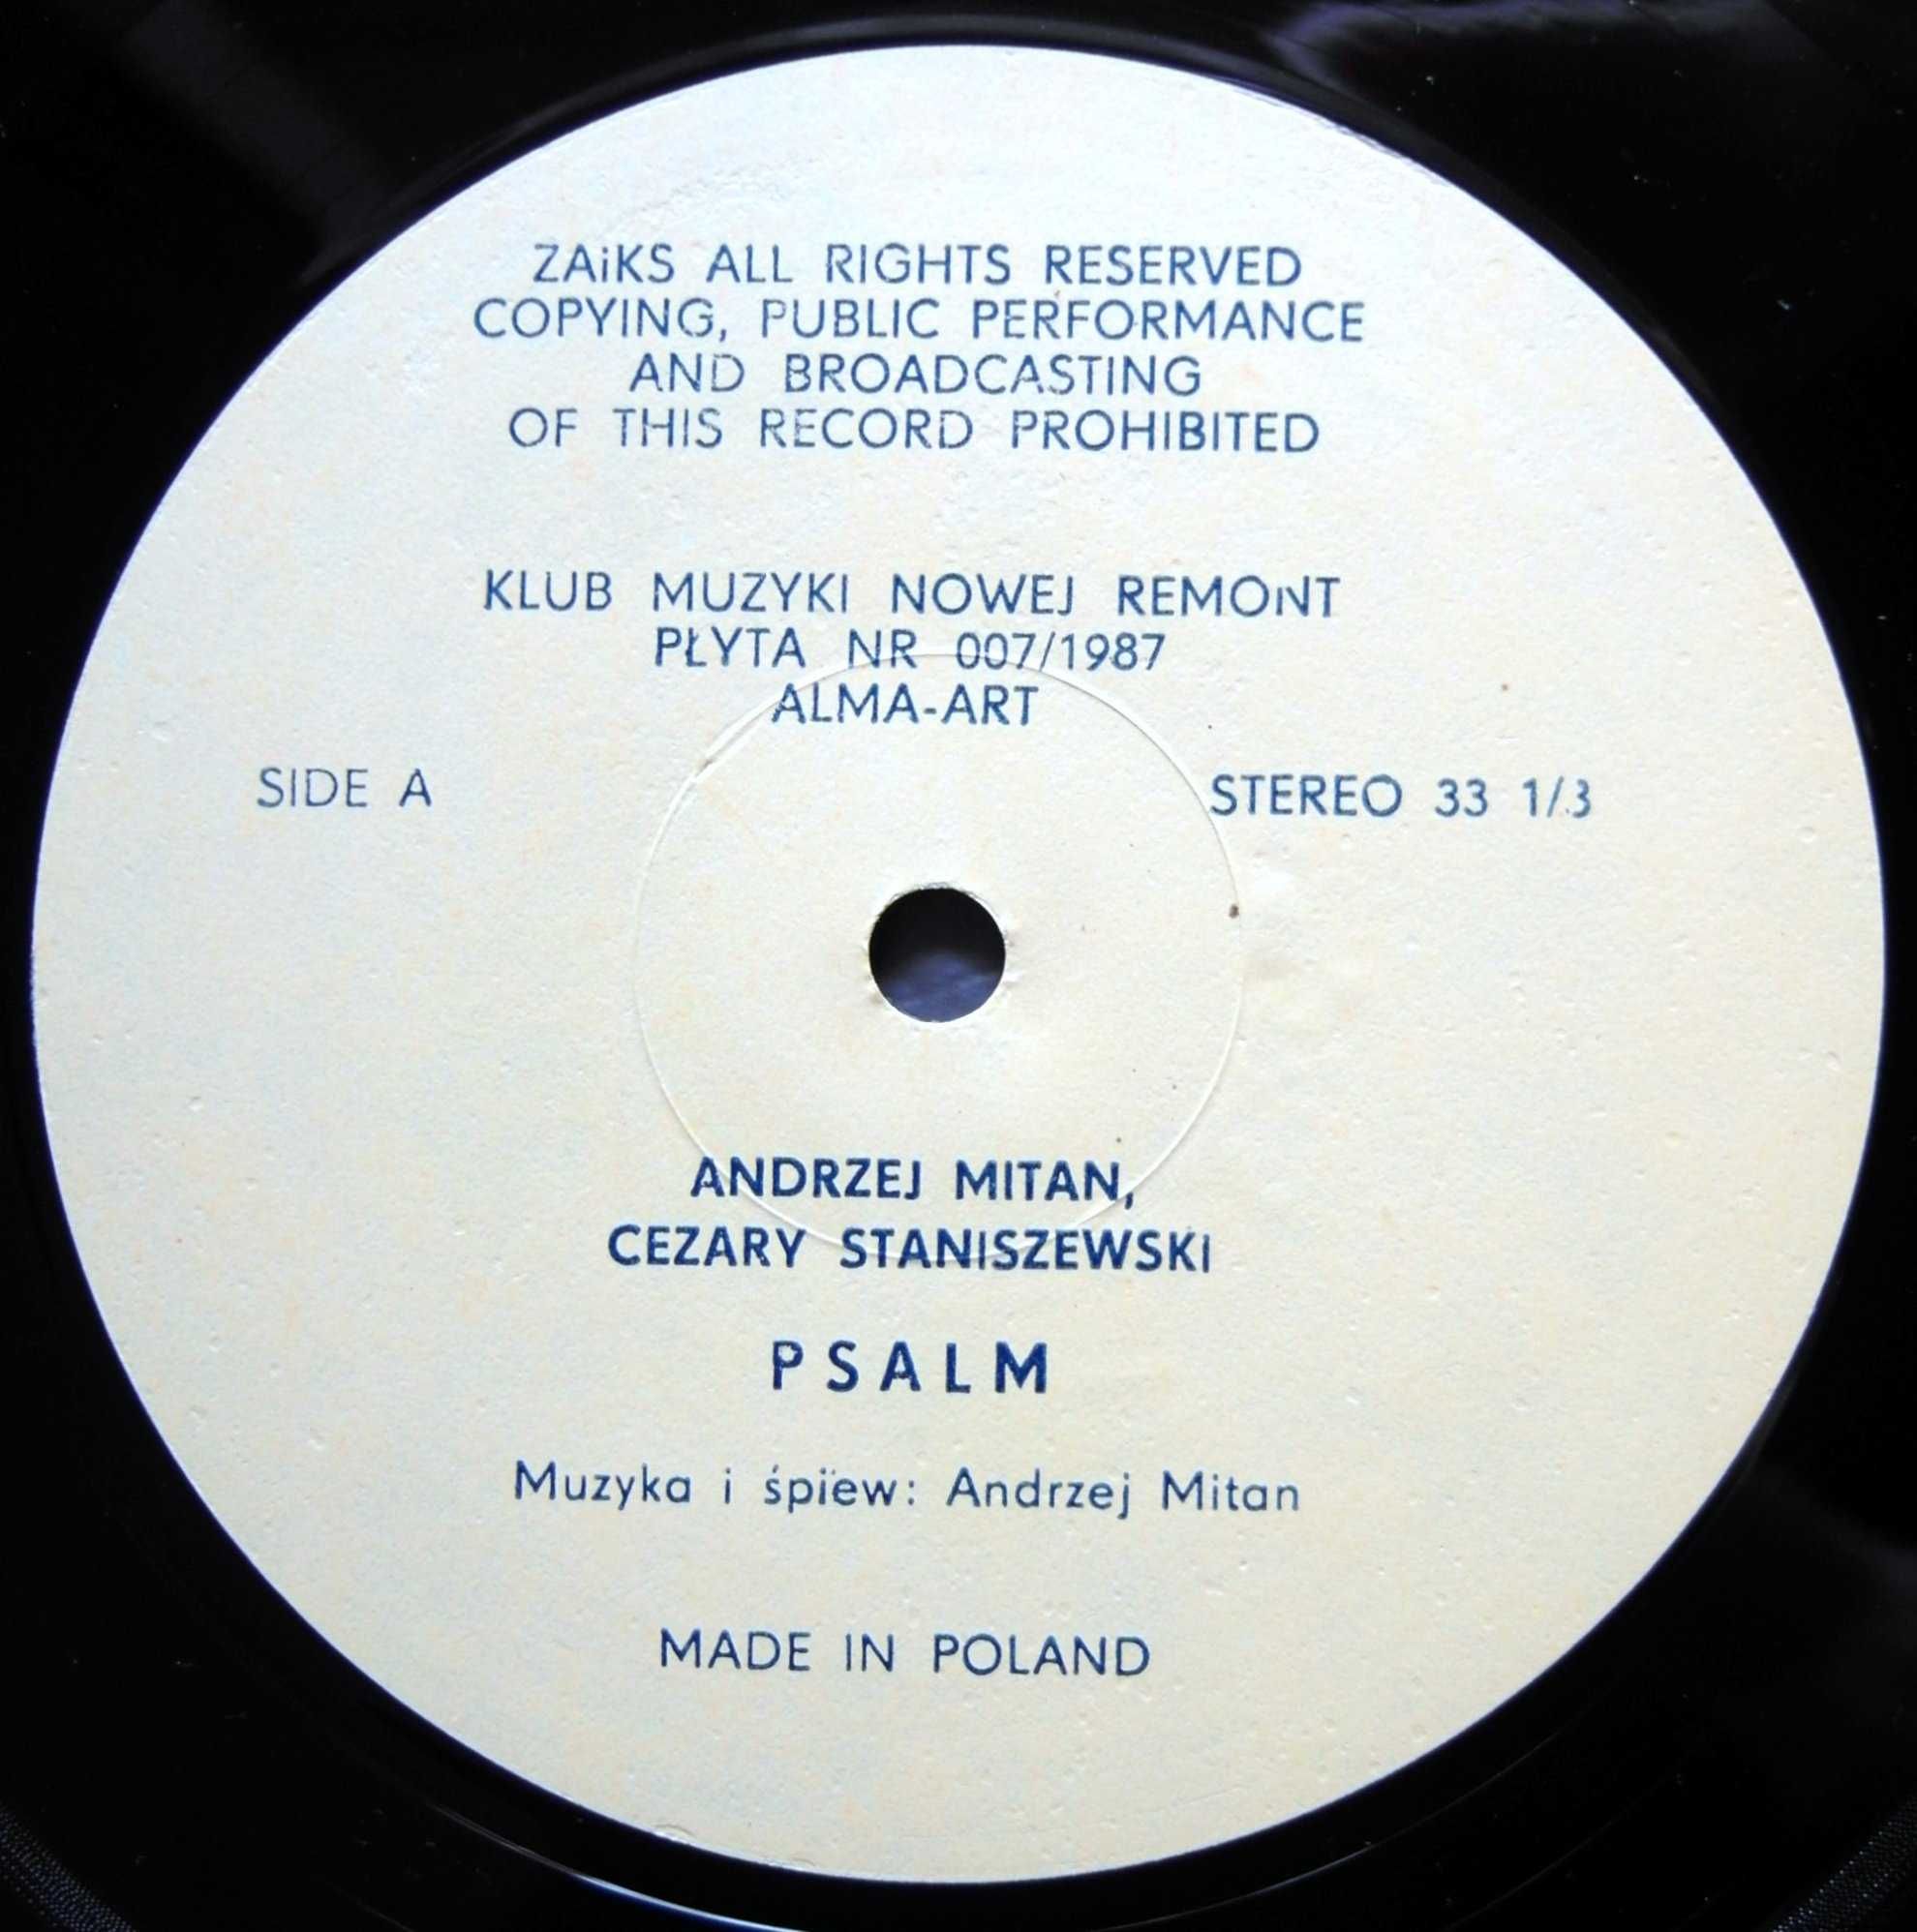 ZAiKS ALL RIGHTS RESERVED
COPYING, PUBLIC PERFORMANCE
AND BROADCASTING
OF THIS RECORD PROHIBITED
KLUB MUZYKI NOWEJ REMONT
PŁYTA NR 007/1987
ALMA-ART
SIDE A
STEREO 33 1/3
ANDRZEJ MITAN,
CEZARY STANISZEWSKI
PSALM
Muzyka i śpiew: Andrzej Mitan
MADE IN POLAND